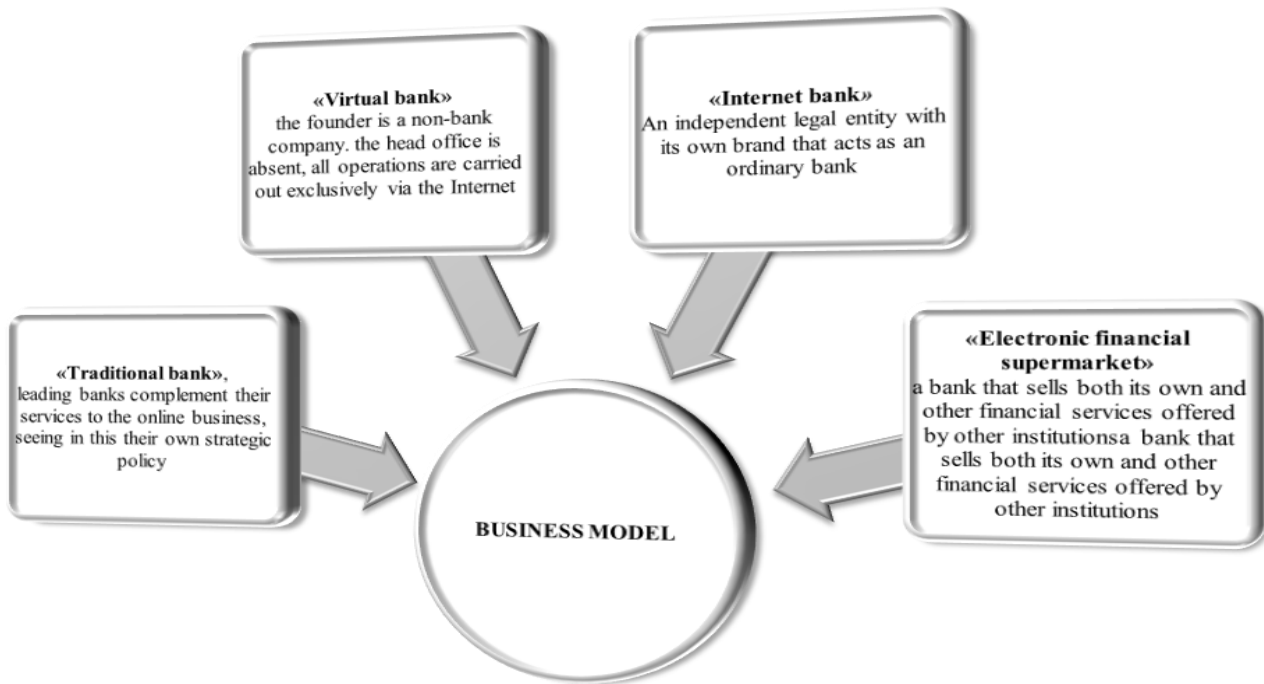 «Virtual bank»
the founder is a non-bank
company. the head office is
absent, all operations are carried
out exclusively via the Internet
«Internet bank»
An independent legal entity with
its own brand that acts as an
ordinary bank
«Traditional bank»,
leading banks complement their
services to the online business,
seeing in this their own strategic
policy
«Electronic financial
supermarket»
a bank that sells both its own and
other financial services offered
by other institutionsa bank that
sells both its own and other
financial services offered by
other institutions
BUSINESS MODEL